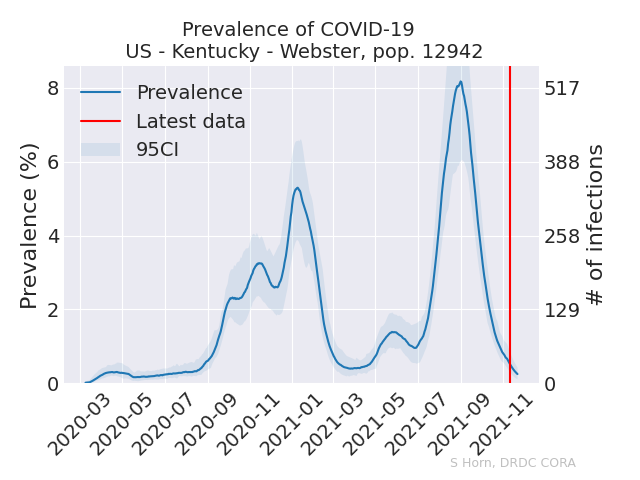 Prevalence of COVID-19
US - Kentucky - Webster, pop. 12942
Prevalence
Latest data
95CI
Prevalence (%)
8
6
4
2
0
517
388
258
129
0
# of infections
2020-03
2020-05
2020-07
2020-09
2020-11
2021-01
2021-03
2021-05
2021-07
2021-09
2021-11
S Horn, DRDC CORA